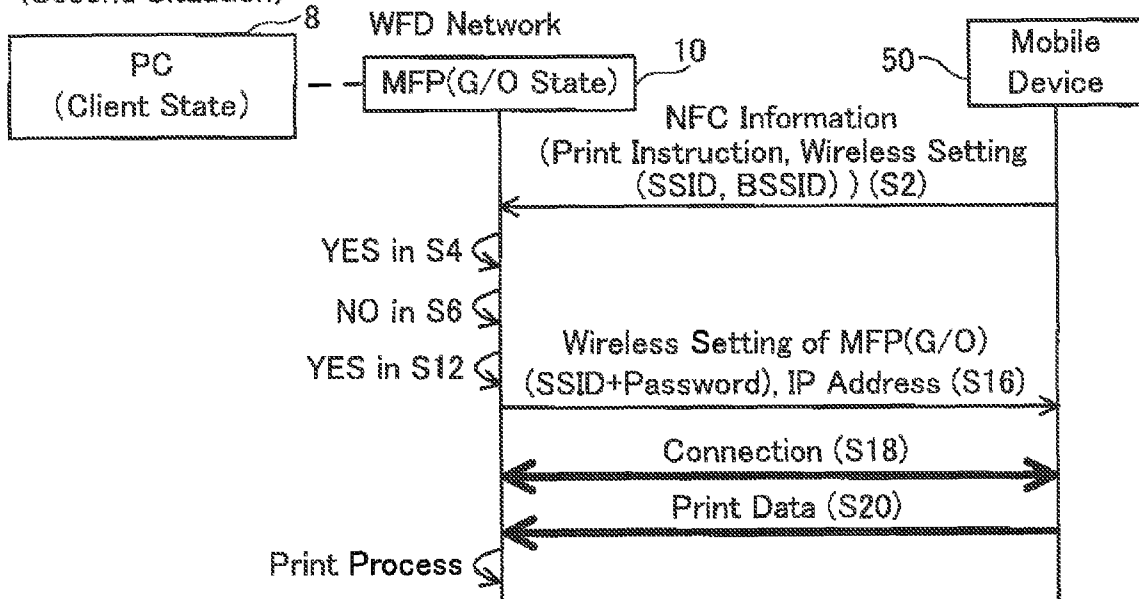 (Second Situation)
8
WFD Network
PC
(Client State)
MFP(G/O State)
10
50
Mobile
Device
NFC Information
(Print Instruction, Wireless Setting
(SSID, BSSID) ) (S2)
YES in S4
NO in S6
YES in S12
Wireless Setting of MFP(G/O)
(SSID+Password), IP Address (S16)
Connection (S18)
Print Data (S20)
Print Process